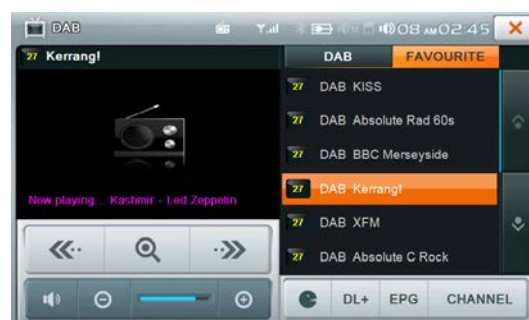 DAB
08 AM 02:45
27 Kerrang!
Now playing... Kashmir - Led Zeppelin
DAB
FAVOURITE
27 DAB KISS
27 DAB Absolute Rad 60s
27 DAB BBC Merseyside
27 DAB Kerrang!
27 DAB XFM
27 DAB Absolute C Rock
DL+
EPG
CHANNEL